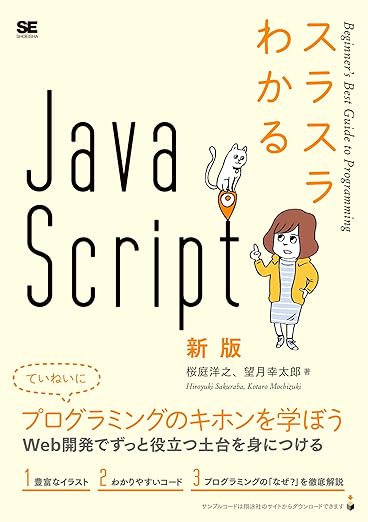 SE
SHOEISHA
Beginner's Best Guide to Programming
スラスラ
わかる
Java
Script
新版
桜庭洋之、望月幸太郎 著
Hiroyuki Sakuraba, Kotaro Mochizuki
ていねいに
プログラミングのキホンを学ぼう
Web開発でずっと役立つ土台を身につける
1 豊富なイラスト 2 わかりやすいコード 3 プログラミングの「なぜ?」を徹底解説
サンプルコードは翔泳社のサイトからダウンロードできます